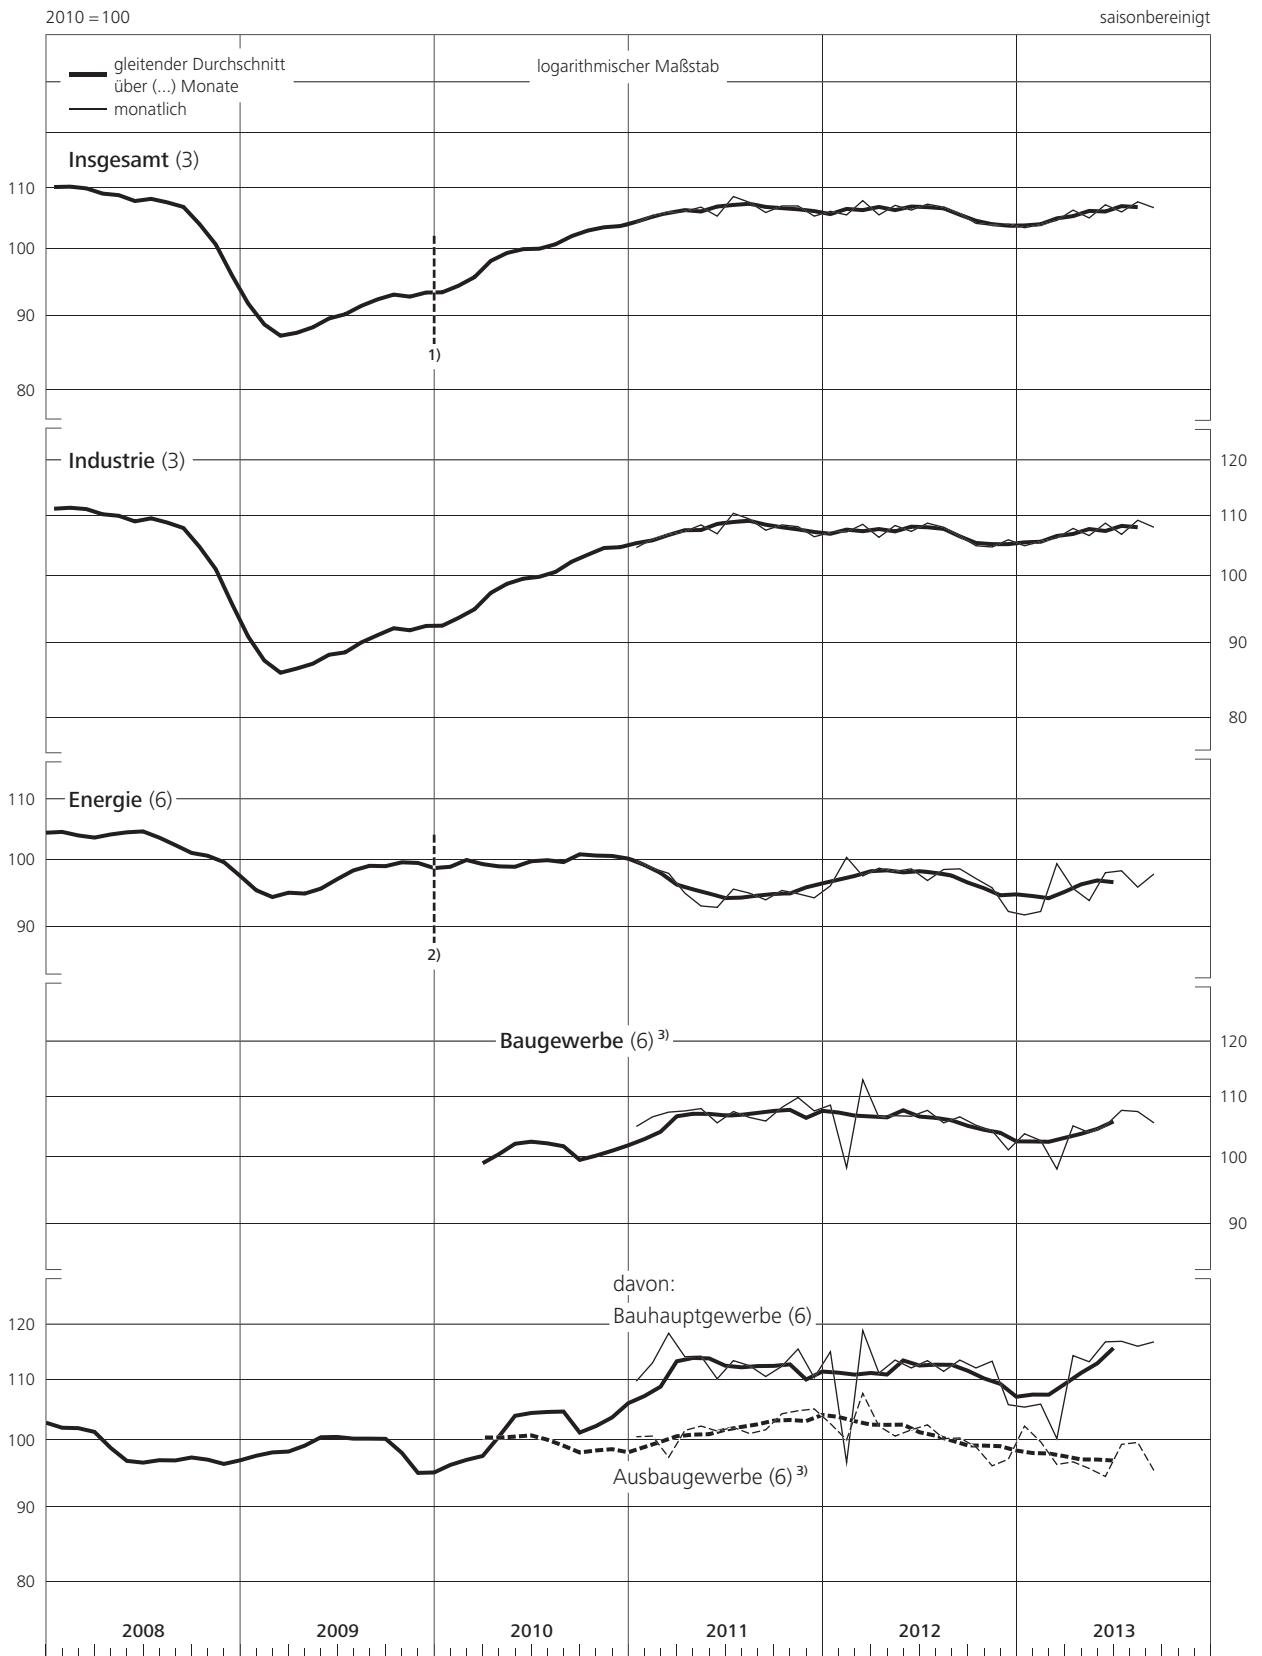 2010 = 100
saisonbereinigt
gleitender Durchschnitt
über (...) Monate
monatlich
logarithmischer Maßstab
Insgesamt (3)
110
100
90
80
1)
Industrie (3)
120
110
100
90
80
Energie (6)
110
100
90
2)
Baugewerbe (6) 3)
120
110
100
90
davon:
Bauhauptgewerbe (6)
120
110
100
90
80
Ausbaugewerbe (6) 3)
2008 2009 2010 2011 2012 2013